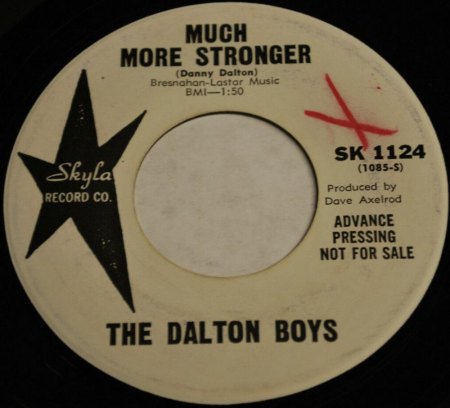 MUCH
MORE STRONGER
(Danny Dalton)
Bresnahan-Lastar Music
BMI—1:50
Skyla
RECORD CO.
SK 1124
(1085-S)
Produced by
Dave Axelrod
ADVANCE
PRESSING
NOT FOR SALE
THE DALTON BOYS